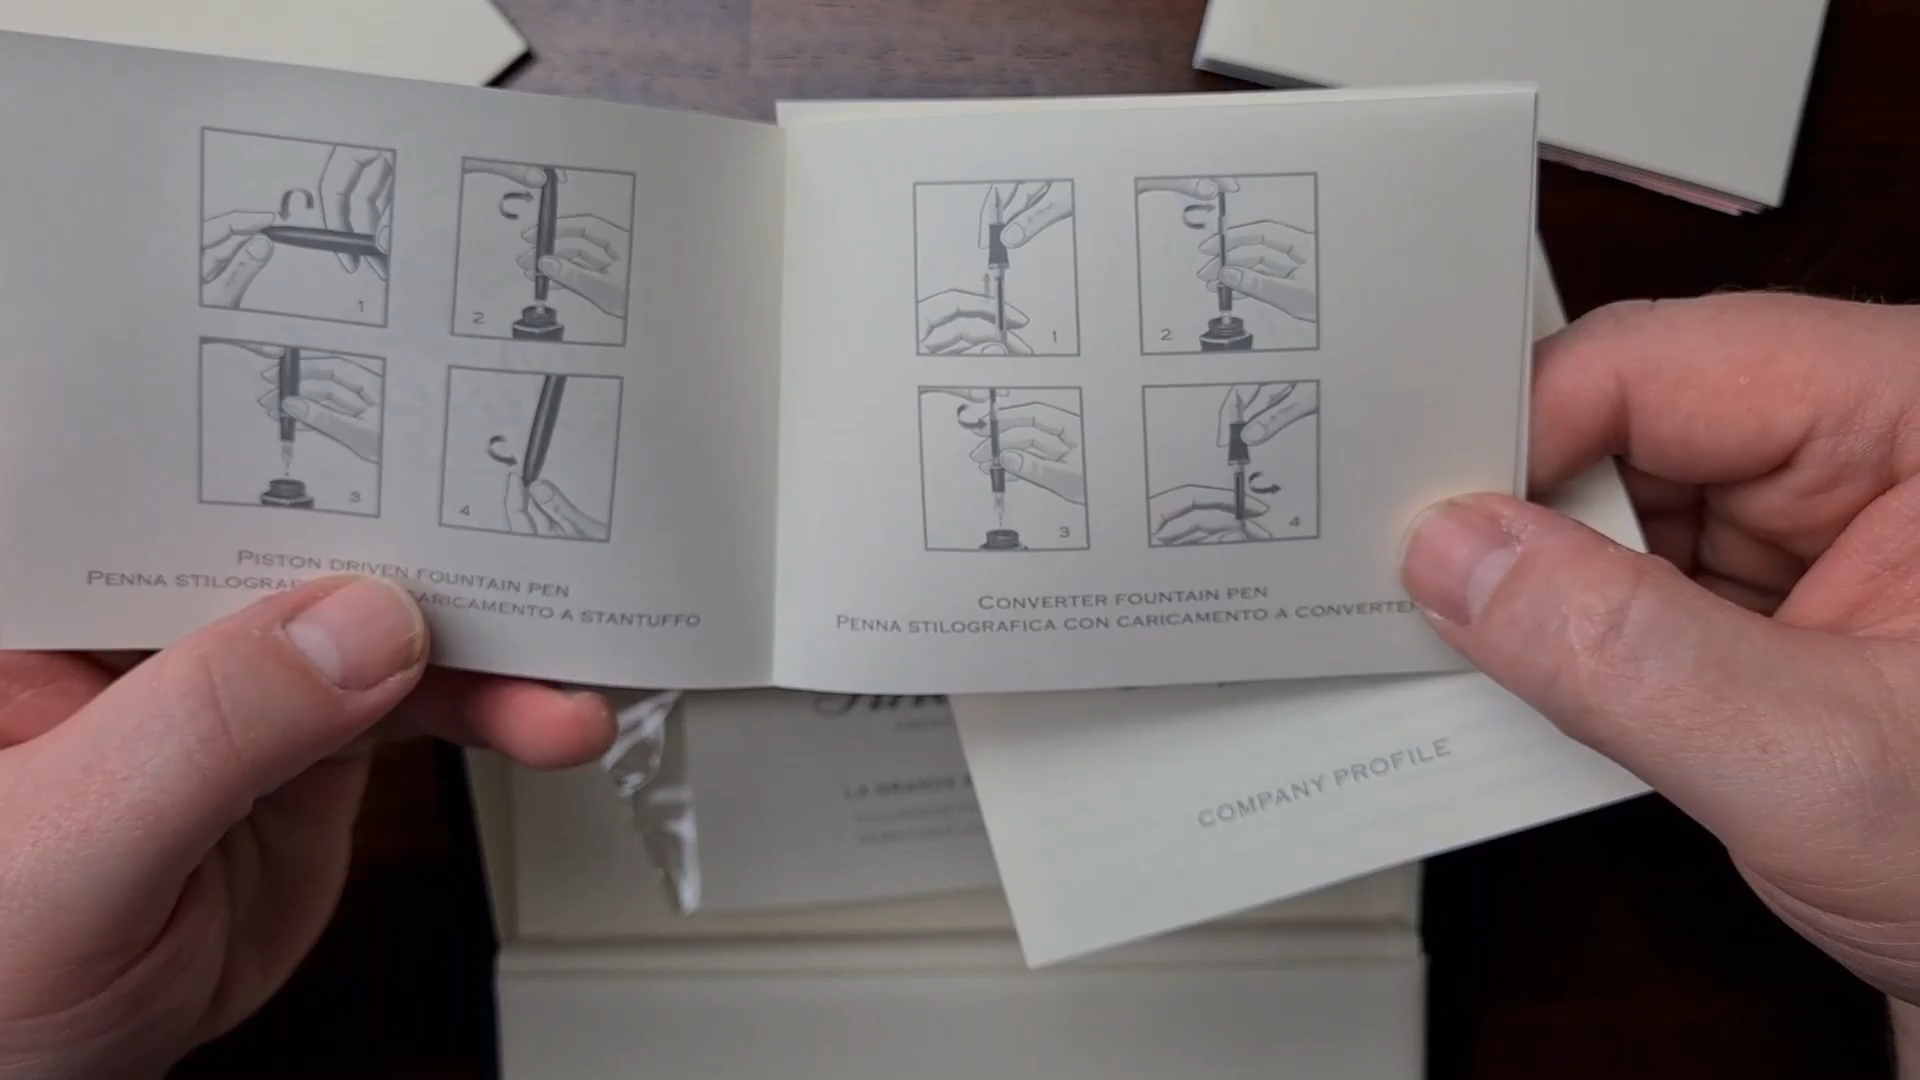 1
2
3
4
PISTON DRIVEN FOUNTAIN PEN
PENNA STILOGRAF CARICAMENTO A STANTUFFO
1
2
3
4
CONVERTER FOUNTAIN PEN
PENNA STILOGRAFICA CON CARICAMENTO A CONVERTER
LA GRANDE
COMPANY PROFILE